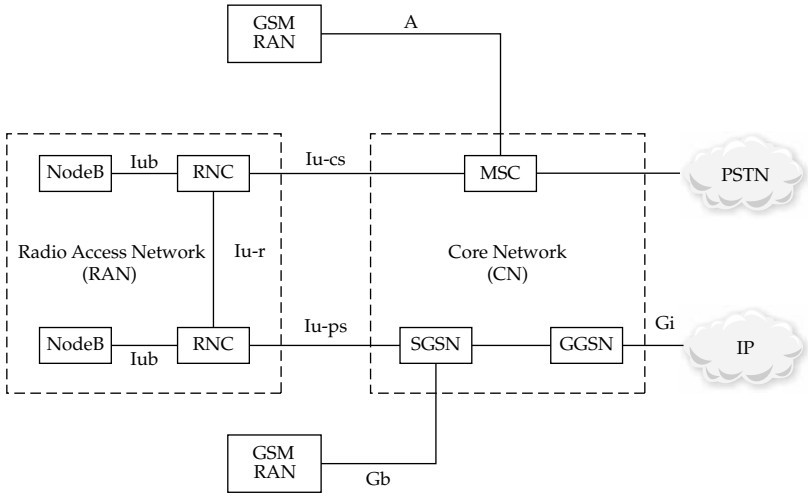 GSM
RAN
A
NodeB
Iub
RNC
Iu-cs
MSC
PSTN
Radio Access Network
(RAN)
Iu-r
Core Network
(CN)
NodeB
Iub
RNC
Iu-ps
SGSN
GGSN
Gi
IP
GSM
RAN
Gb